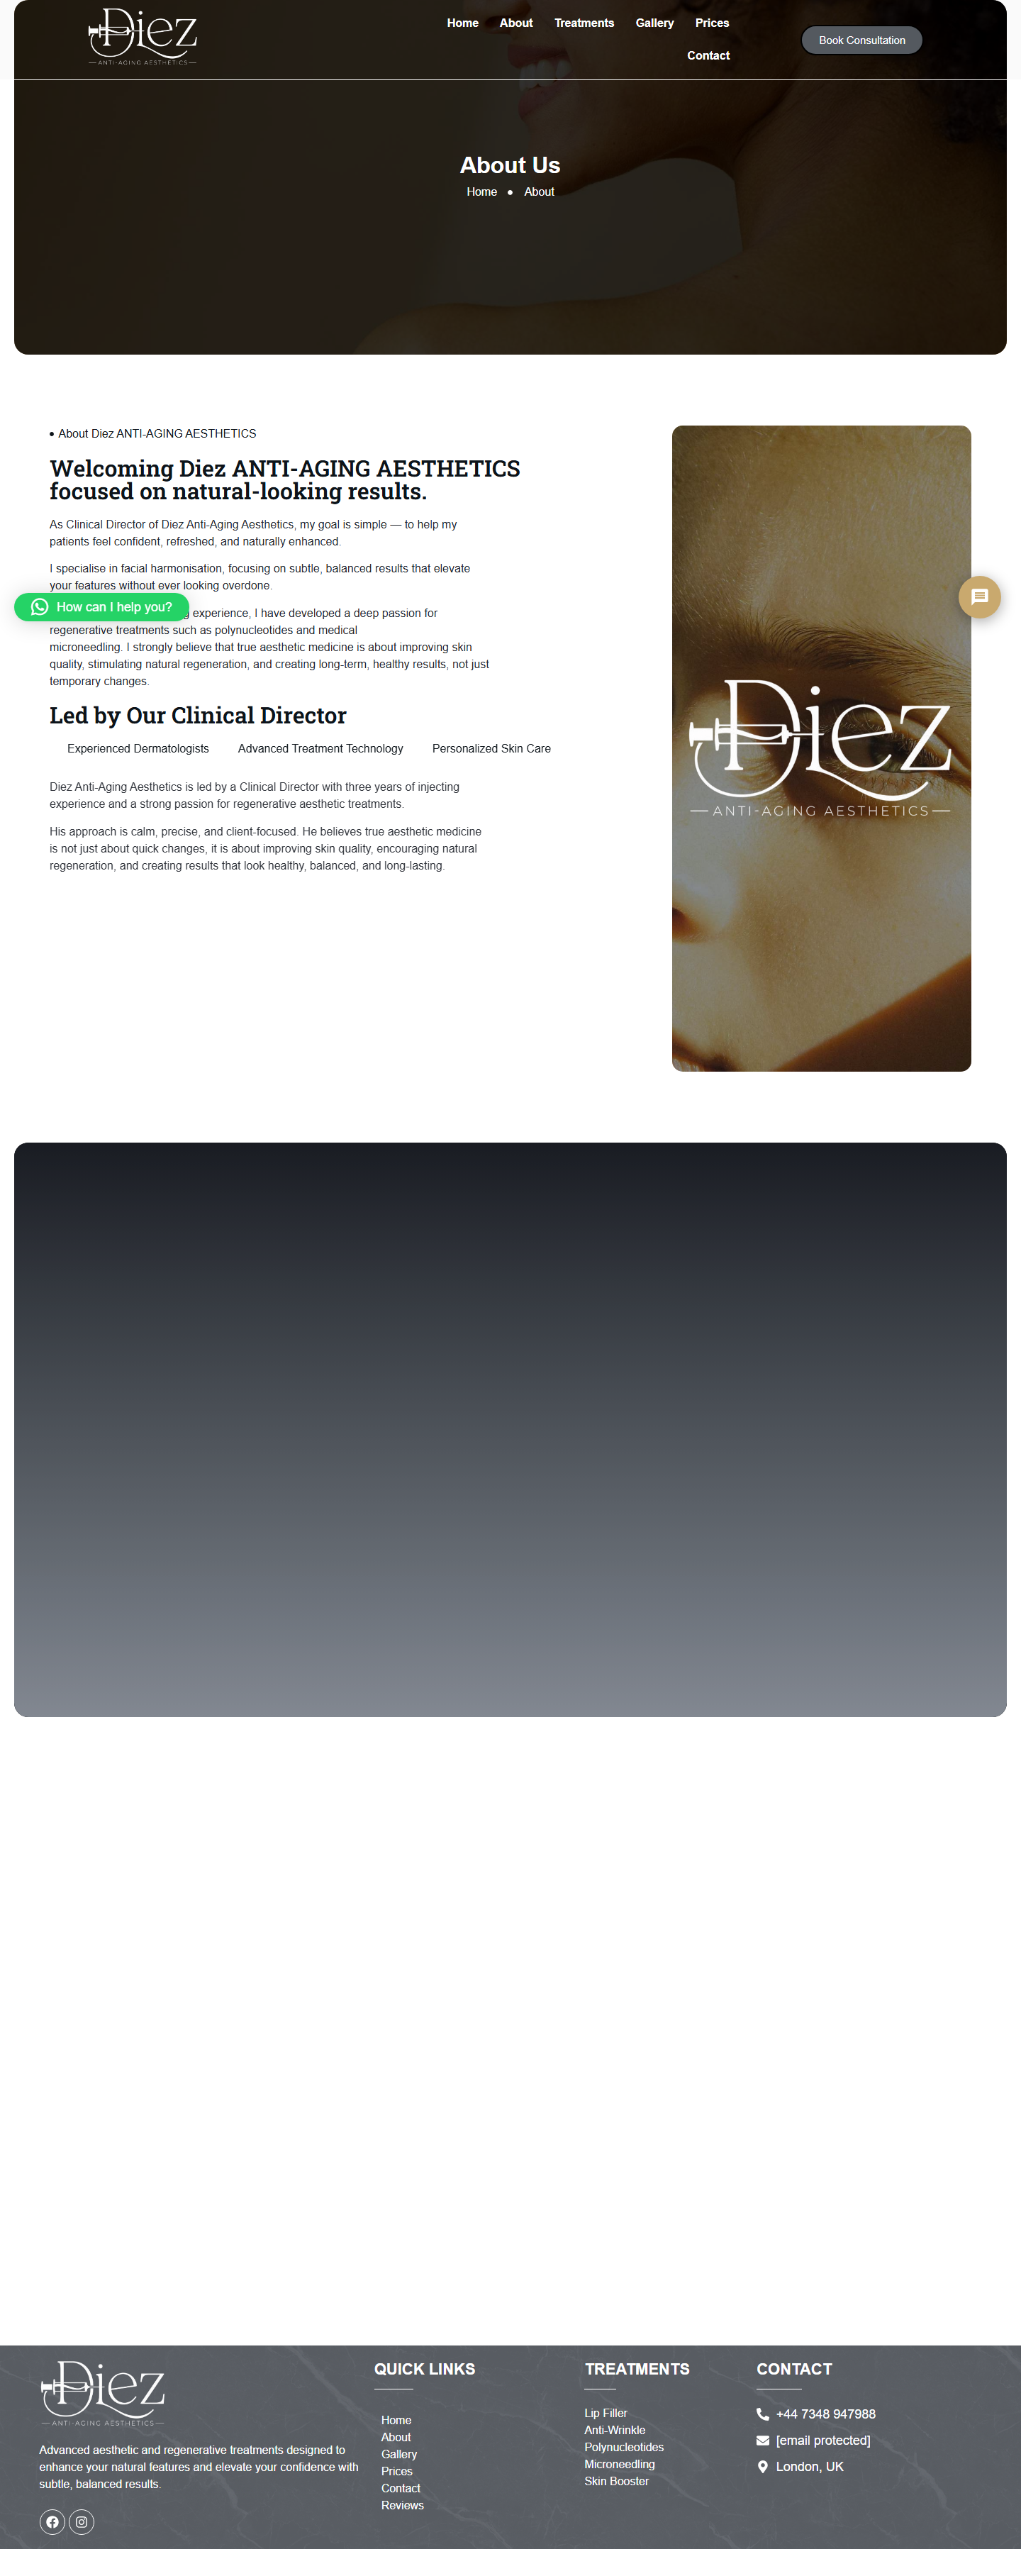 Diez
ANTI-AGING AESTHETICS
Home About Treatments Gallery Prices
Contact
Book Consultation
About Us
Home About
About Diez ANTI-AGING AESTHETICS
Welcoming Diez ANTI-AGING AESTHETICS
focused on natural-looking results.
As Clinical Director of Diez Anti-Aging Aesthetics, my goal is simple — to help my
patients feel confident, refreshed, and naturally enhanced.
I specialise in facial harmonisation, focusing on subtle, balanced results that elevate
your features without ever looking overdone.
How can I help you?
experience, I have developed a deep passion for
regenerative treatments such as polynucleotides and medical
microneedling. I strongly believe that true aesthetic medicine is about improving skin
quality, stimulating natural regeneration, and creating long-term, healthy results, not just
temporary changes.
Led by Our Clinical Director
Experienced Dermatologists Advanced Treatment Technology Personalized Skin Care
Diez Anti-Aging Aesthetics is led by a Clinical Director with three years of injecting
experience and a strong passion for regenerative aesthetic treatments.
His approach is calm, precise, and client-focused. He believes true aesthetic medicine
is not just about quick changes, it is about improving skin quality, encouraging natural
regeneration, and creating results that look healthy, balanced, and long-lasting.
Diez
ANTI-AGING AESTHETICS
Diez
ANTI-AGING AESTHETICS
Advanced aesthetic and regenerative treatments designed to
enhance your natural features and elevate your confidence with
subtle, balanced results.
QUICK LINKS
Home
About
Gallery
Prices
Contact
Reviews
TREATMENTS
Lip Filler
Anti-Wrinkle
Polynucleotides
Microneedling
Skin Booster
CONTACT
+44 7348 947988
[email protected]
London, UK